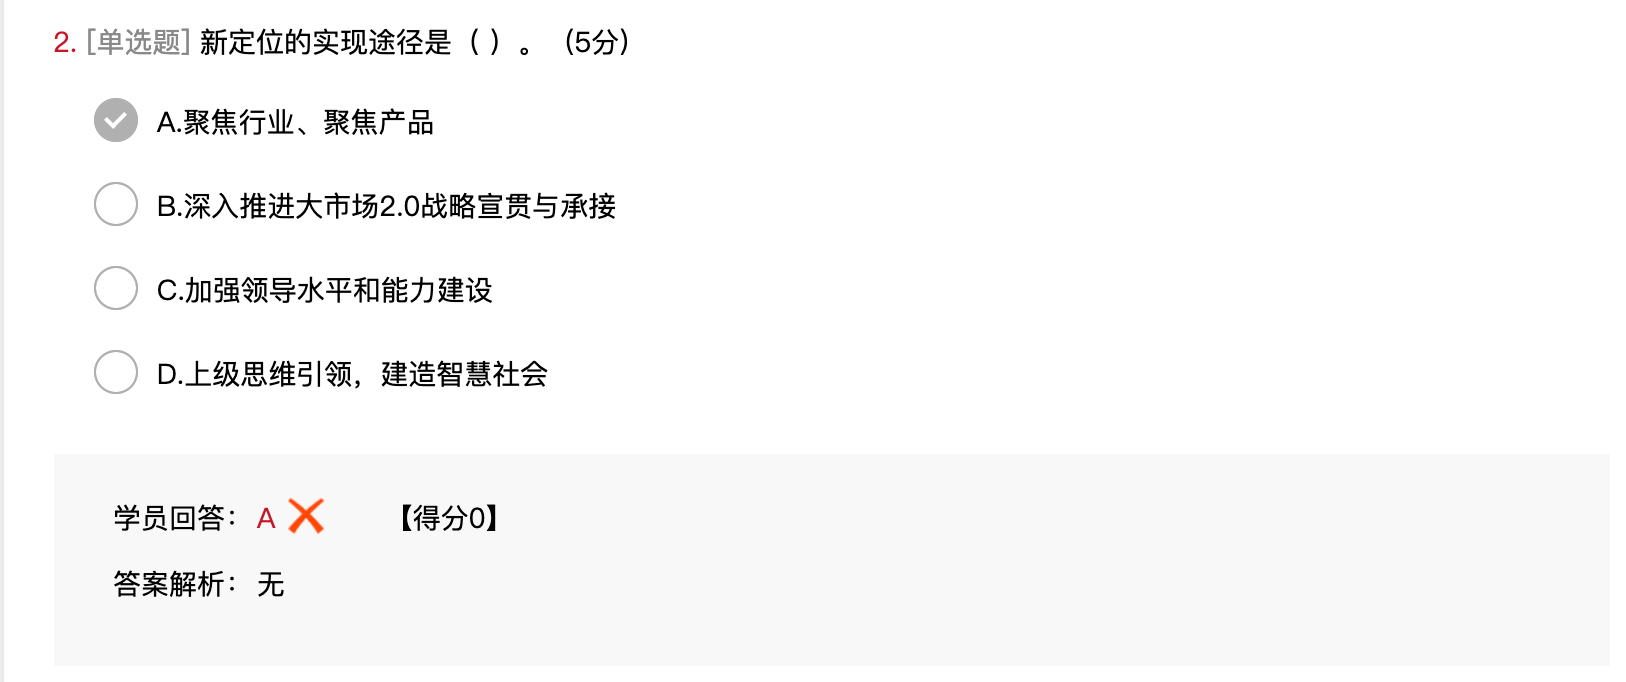 2. [单选题] 新定位的实现途径是（ ）。（5分）
A.聚焦行业、聚焦产品
B.深入推进大市场2.0战略宣贯与承接
C.加强领导水平和能力建设
D.上级思维引领，建造智慧社会
学员回答： A 【得分0】
答案解析： 无